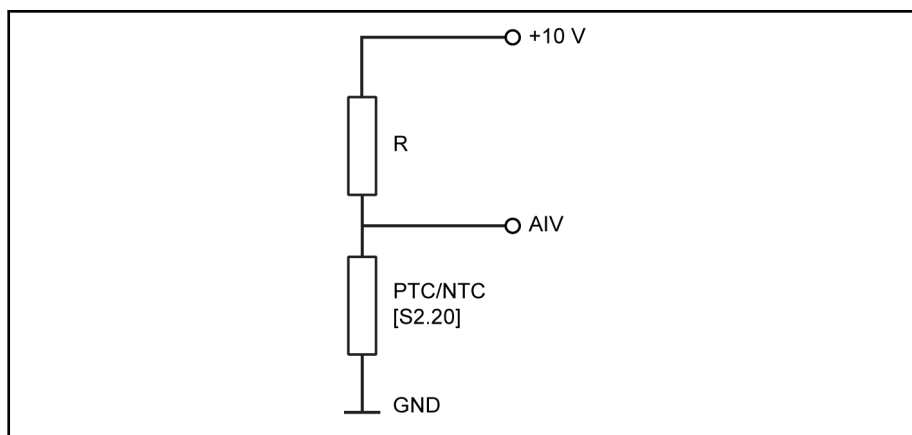 +10 V
R
AIV
PTC/NTC
[S2.20]
GND